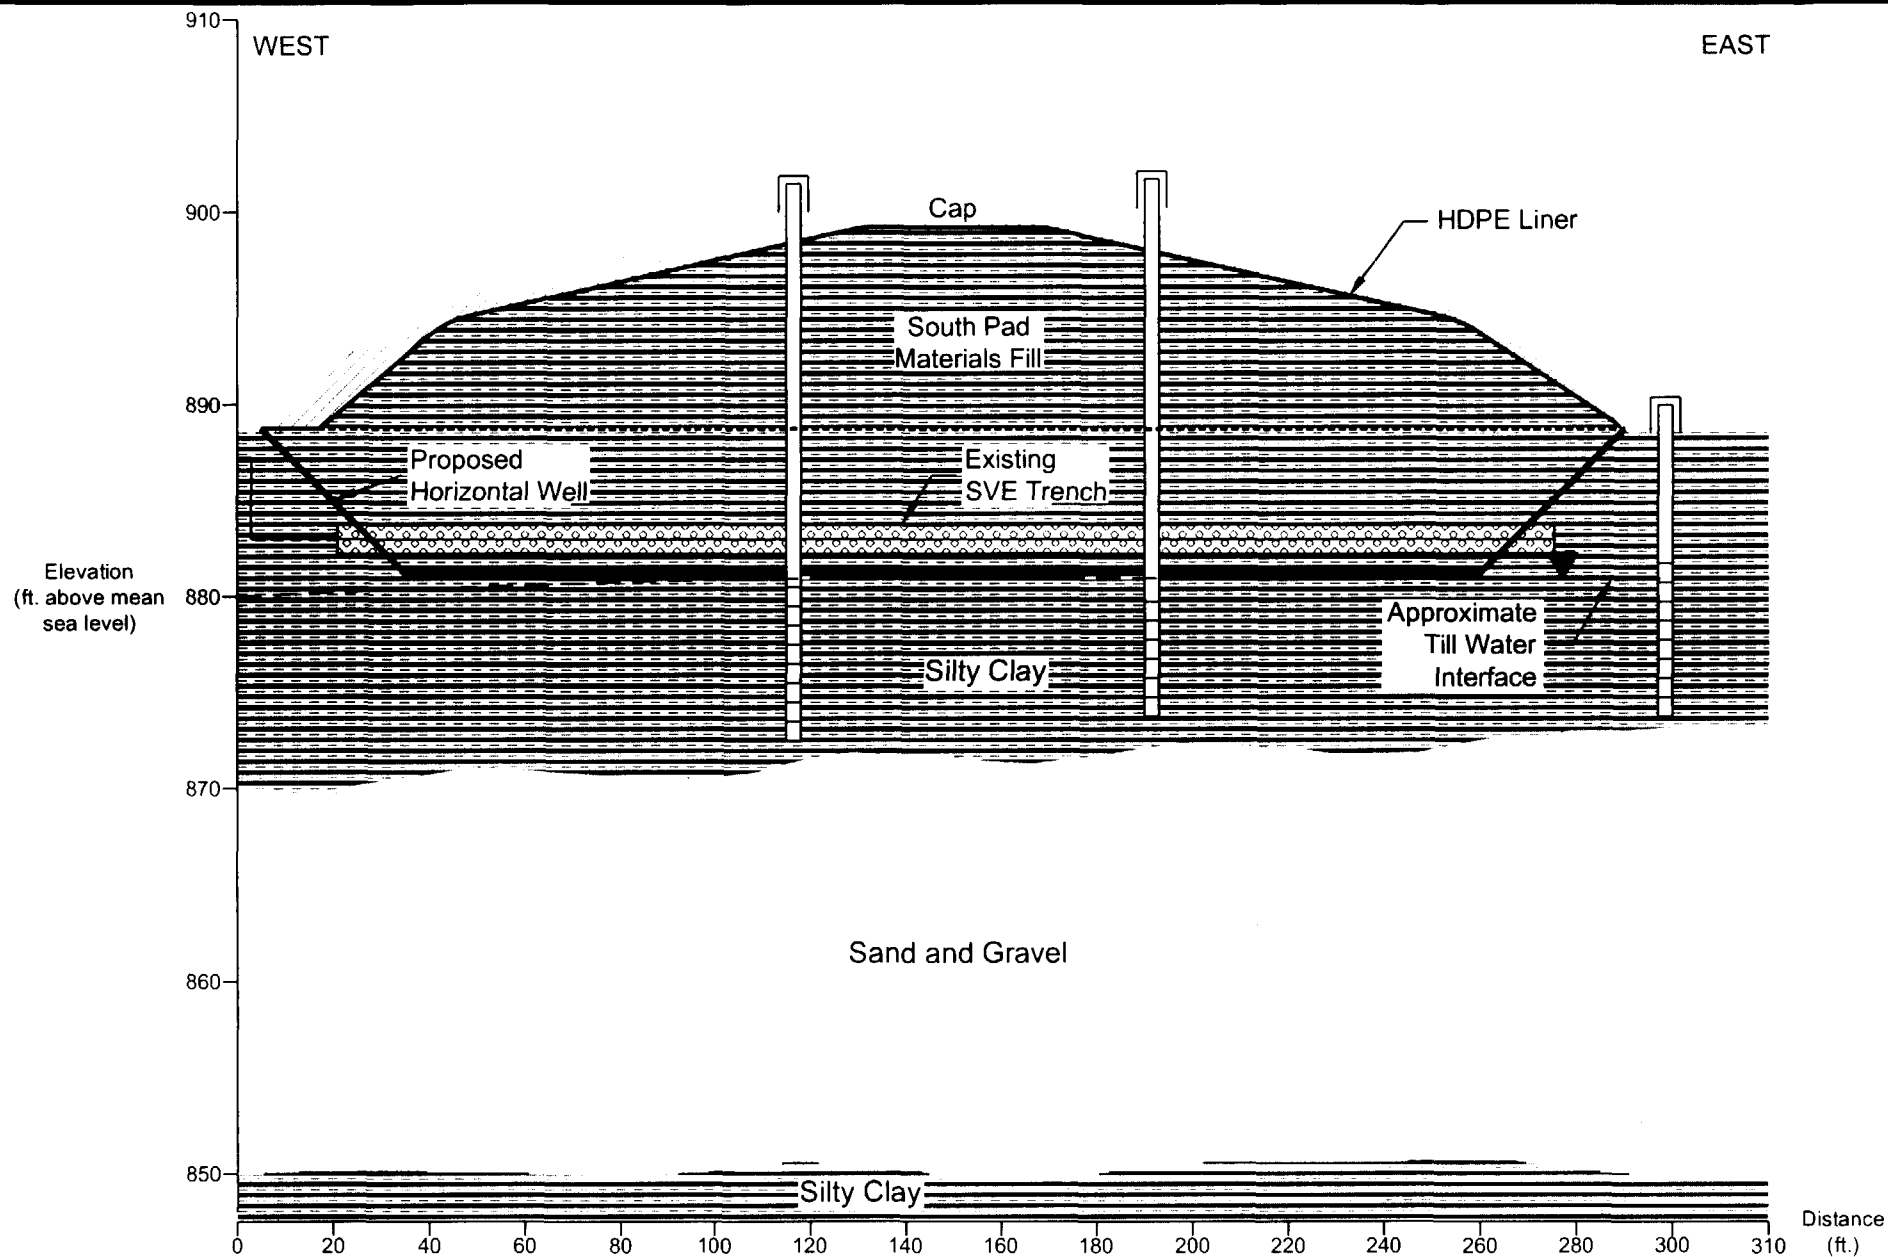 910
WEST
EAST
900
Cap
HDPE Liner
South Pad
Materials Fill
890
Proposed
Horizontal Well
Existing
SVE Trench
Elevation
(ft. above mean
sea level)
880
Approximate
Till Water
Interface
Silty Clay
870
Sand and Gravel
860
850
Silty Clay
0 20 40 60 80 100 120 140 160 180 200 220 240 260 280 300 310
Distance
(ft.)